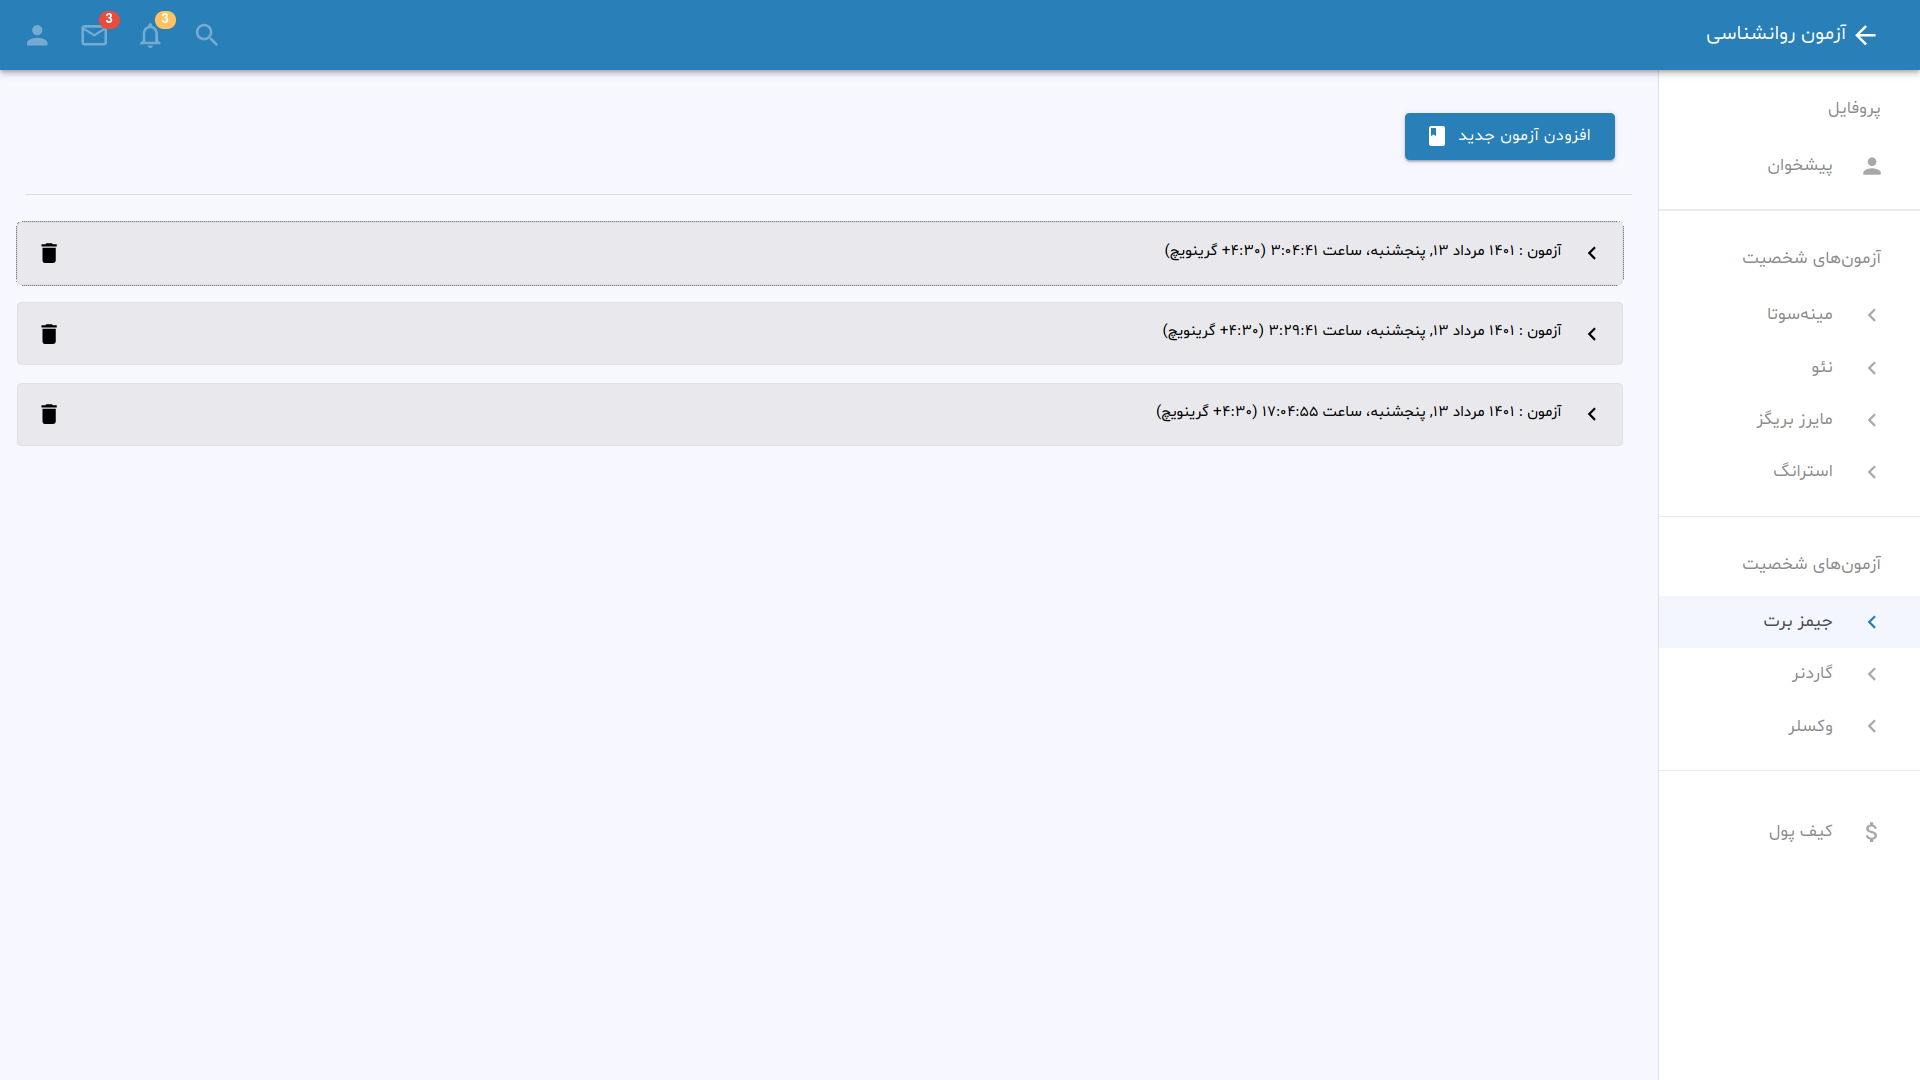 آزمون روانشناسی
3
3
پروفایل
پیشخوان
آزمون‌های شخصیت
مینه‌سوتا
نئو
مایرز بریگز
استرانگ
آزمون‌های شخصیت
جیمز برت
گاردنر
وکسلر
کیف پول
$
افزودن آزمون جدید
آزمون : ۱۴۰۱ مرداد ۱۳, پنجشنبه، ساعت ۳:۰۴:۴۱ (۴:۳۰+ گرینویچ)
آزمون : ۱۴۰۱ مرداد ۱۳, پنجشنبه، ساعت ۳:۲۹:۴۱ (۴:۳۰+ گرینویچ)
آزمون : ۱۴۰۱ مرداد ۱۳, پنجشنبه، ساعت ۱۷:۰۴:۵۵ (۴:۳۰+ گرینویچ)